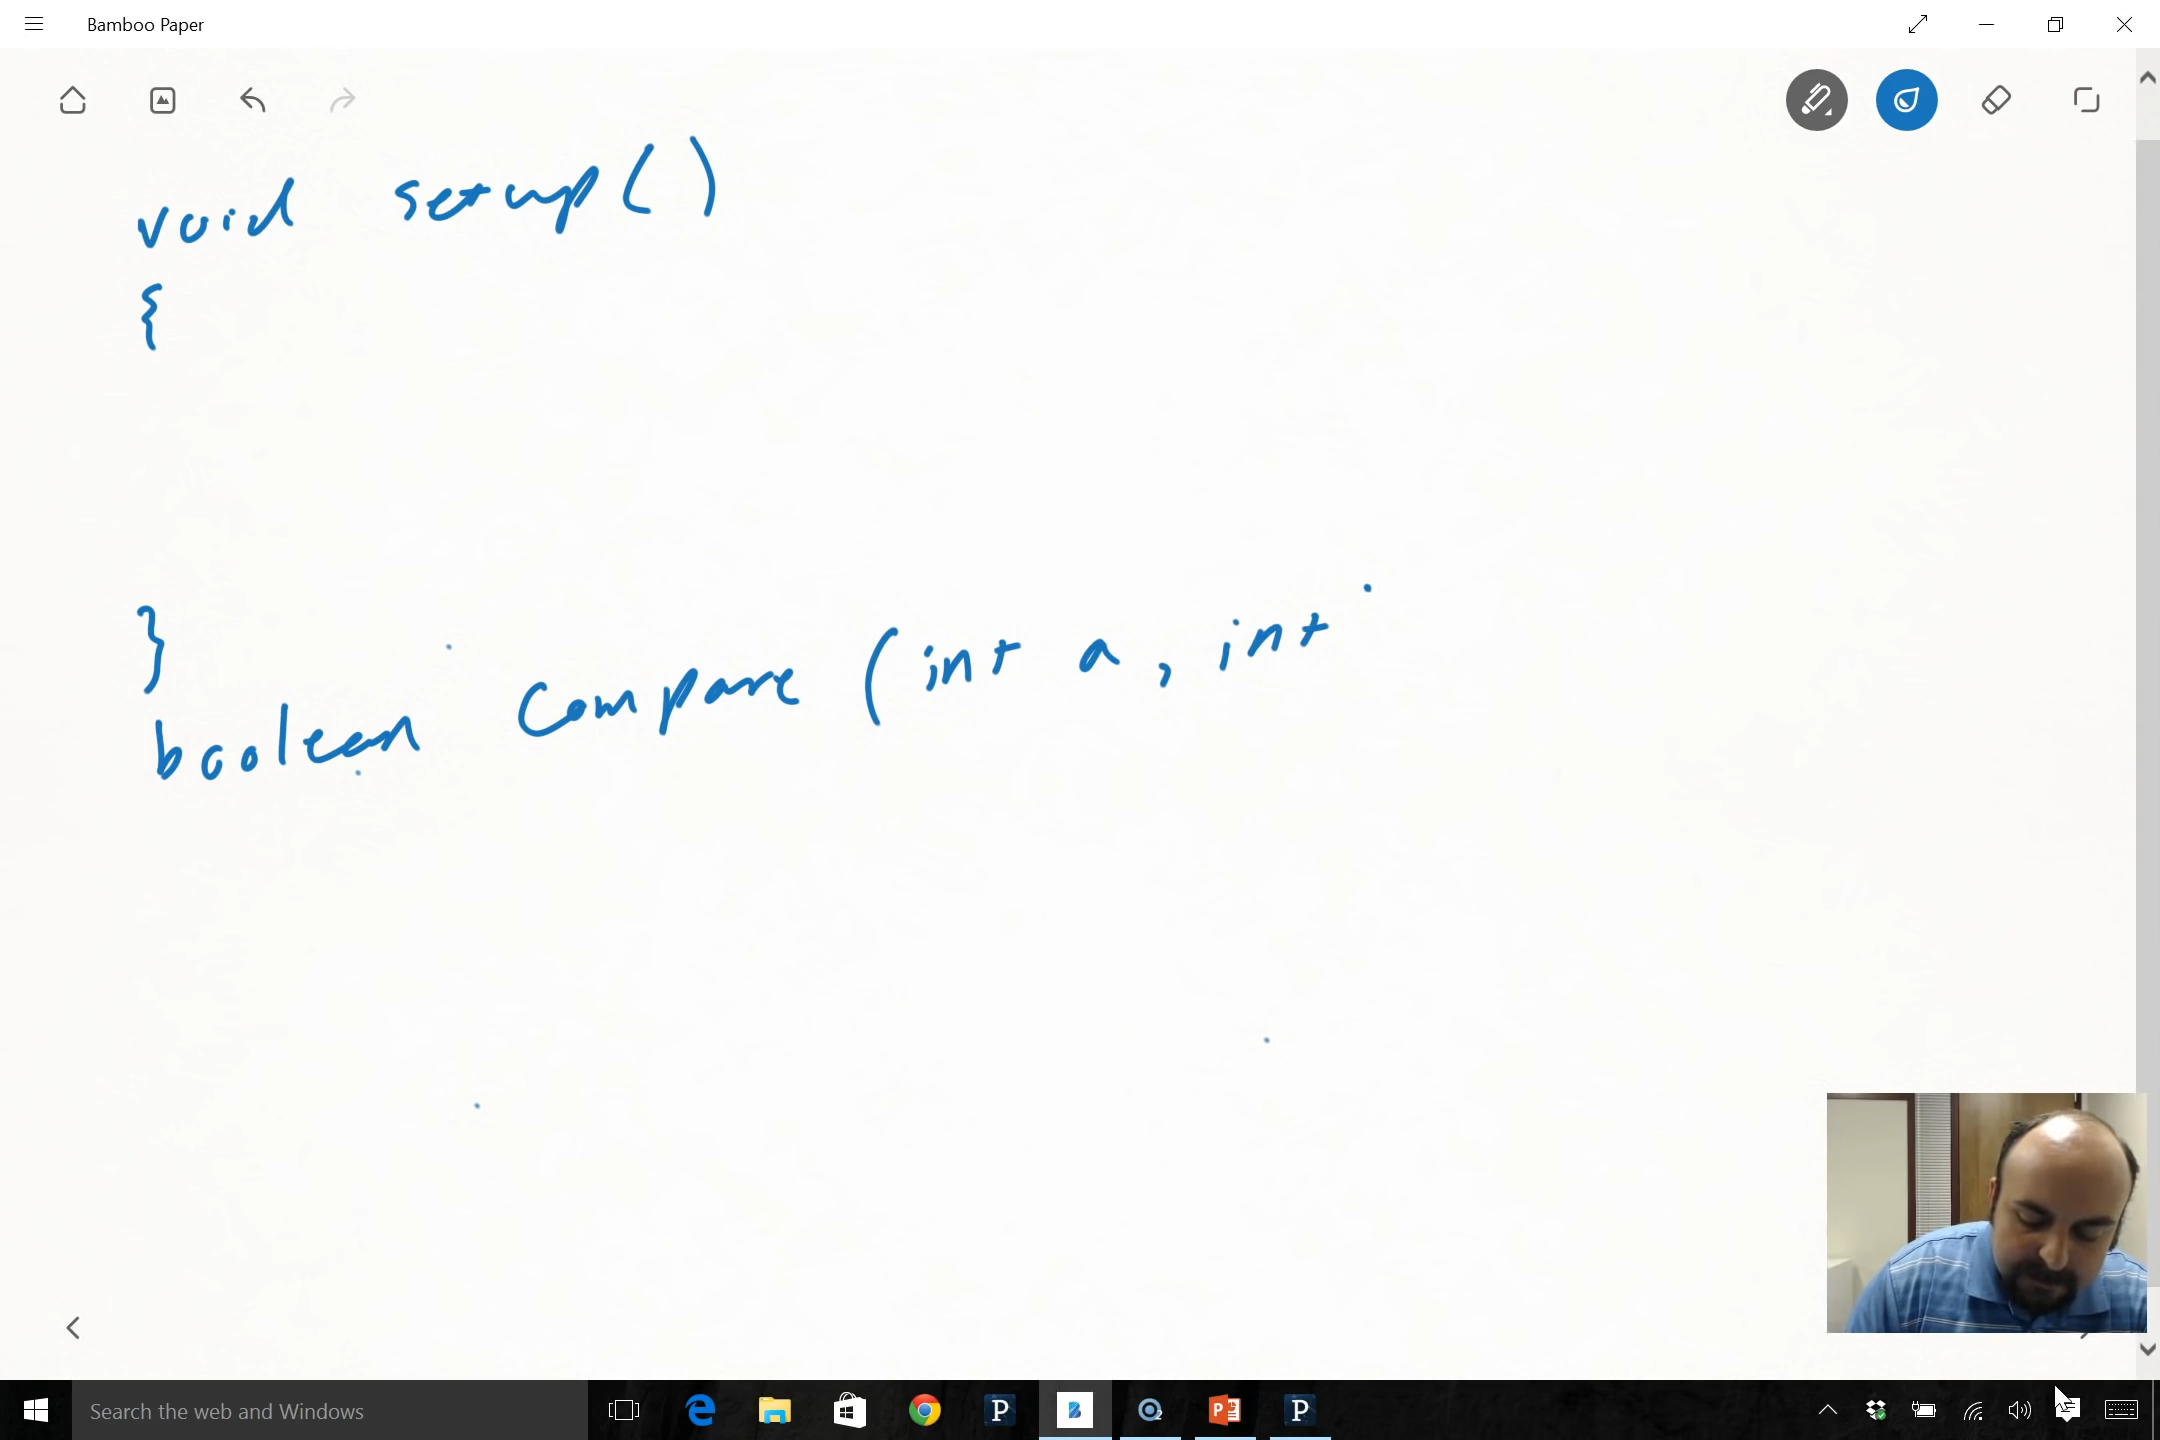 Bamboo Paper
void setup()
{
}
boolean compare (int a, int
Search the web and Windows